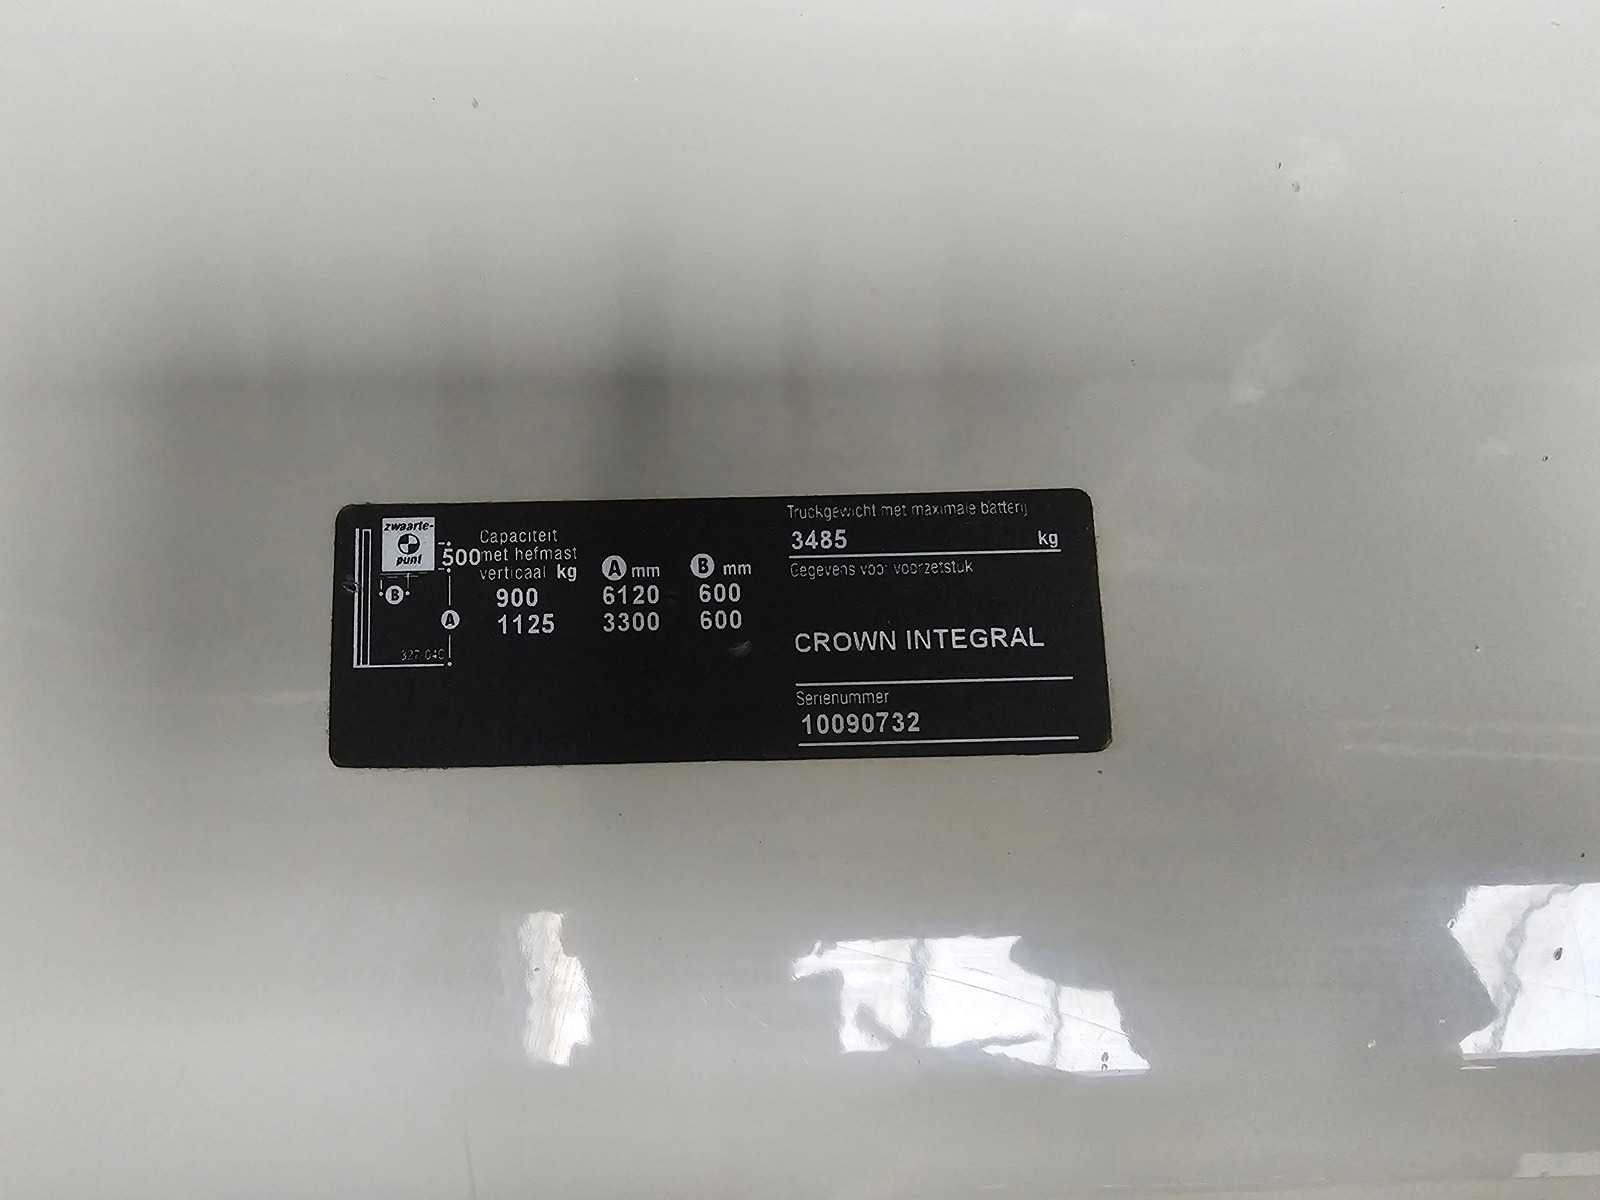 zwaarte-
punt
500
B
A
327-040
Capaciteit
met hefmast
verticaal kg
A mm
B mm
900 6120 600
1125 3300 600
Truckgewicht met maximale batterij
3485 kg
Gegevens voor voorzetstuk
CROWN INTEGRAL
Serienummer
10090732